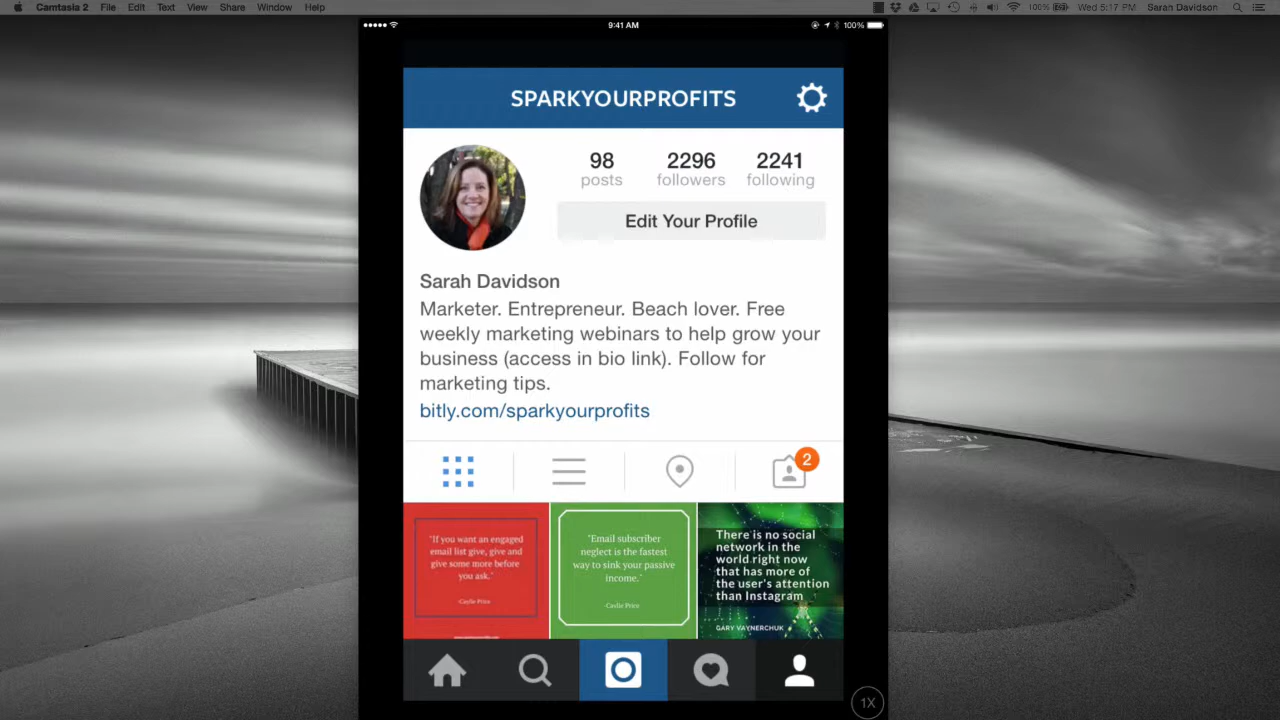 Camtasia 2 File Edit Text View Share Window Help
100% Wed 5:17 PM Sarah Davidson
9:41 AM
100%
SPARKYOURPROFITS
98 2296 2241
posts followers following
Edit Your Profile
Sarah Davidson
Marketer. Entrepreneur. Beach lover. Free
weekly marketing webinars to help grow your
business (access in bio link). Follow for
marketing tips.
bitly.com/sparkyourprofits
2
"If you want an engaged
email list give, give and
give some more before
you ask."
-Caylie Price
"Email subscriber
neglect is the fastest
way to sink your passive
income."
-Caylie Price
There is no social
network in the
world right now
that has more of
the user's attention
than Instagram
GARY VAYNERCHUK
1X